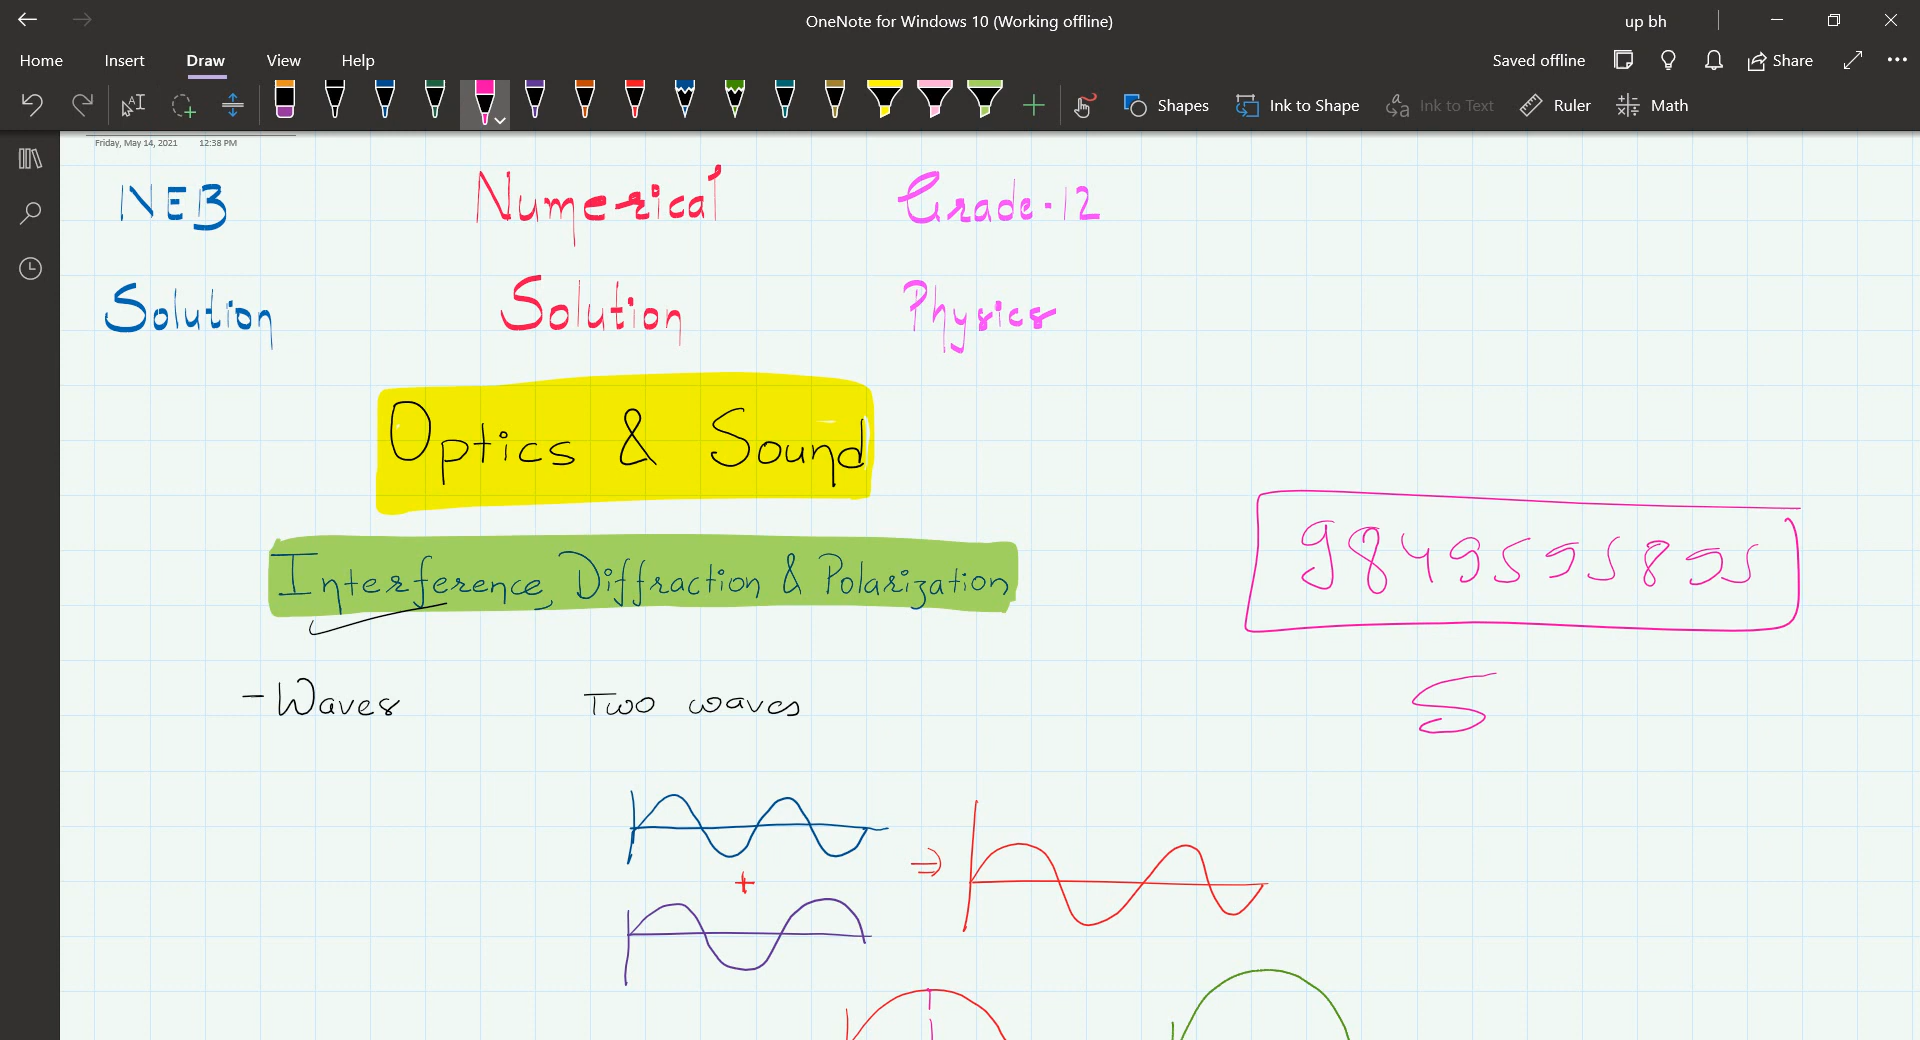 OneNote for Windows 10 (Working offline)
up bh
Home Insert Draw View Help
Saved offline Share
Shapes Ink to Shape Ink to Text Ruler Math
Friday, May 14, 2021 12:38 PM
NEB Numerical Grade-12
Solution Solution Physics
Optics & Sound
Interference, Diffraction & Polarization
- Waves Two waves
5
+
⇒